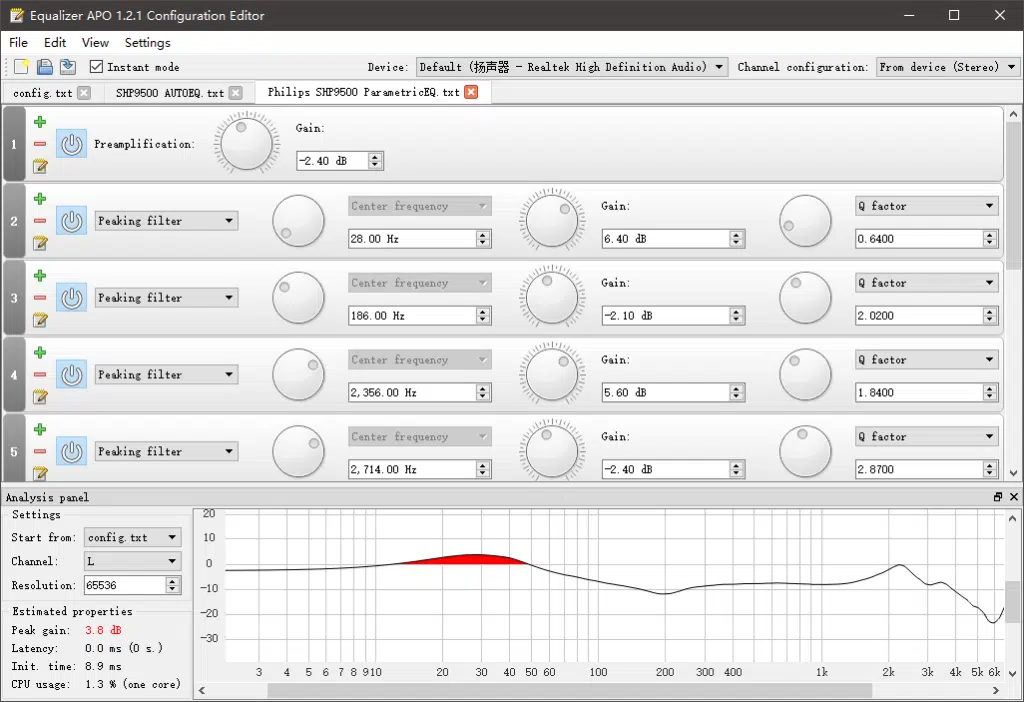 Equalizer APO 1.2.1 Configuration Editor
File Edit View Settings
Instant mode Device: Default (扬声器 - Realtek High Definition Audio) Channel configuration: From device (Stereo)
config.txt SHP9500 AUTOEQ.txt Philips SHP9500 ParametricEQ.txt
1 Preamplification: Gain:
-2.40 dB
2 Peaking filter Center frequency Gain: Q factor
28.00 Hz 6.40 dB 0.6400
3 Peaking filter Center frequency Gain: Q factor
186.00 Hz -2.10 dB 2.0200
4 Peaking filter Center frequency Gain: Q factor
2,356.00 Hz 5.60 dB 1.8400
5 Peaking filter Center frequency Gain: Q factor
2,714.00 Hz -2.40 dB 2.8700
Analysis panel
Settings
Start from: config.txt
Channel: L
Resolution: 65536
Estimated properties
Peak gain: 3.8 dB
Latency: 0.0 ms (0 s.)
Init. time: 8.9 ms
CPU usage: 1.3 % (one core)
20
10
0
-10
-20
-30
3 4 5 6 7 8 9 10 20 30 40 50 60 100 200 300 400 1k 2k 3k 4k 5k 6k